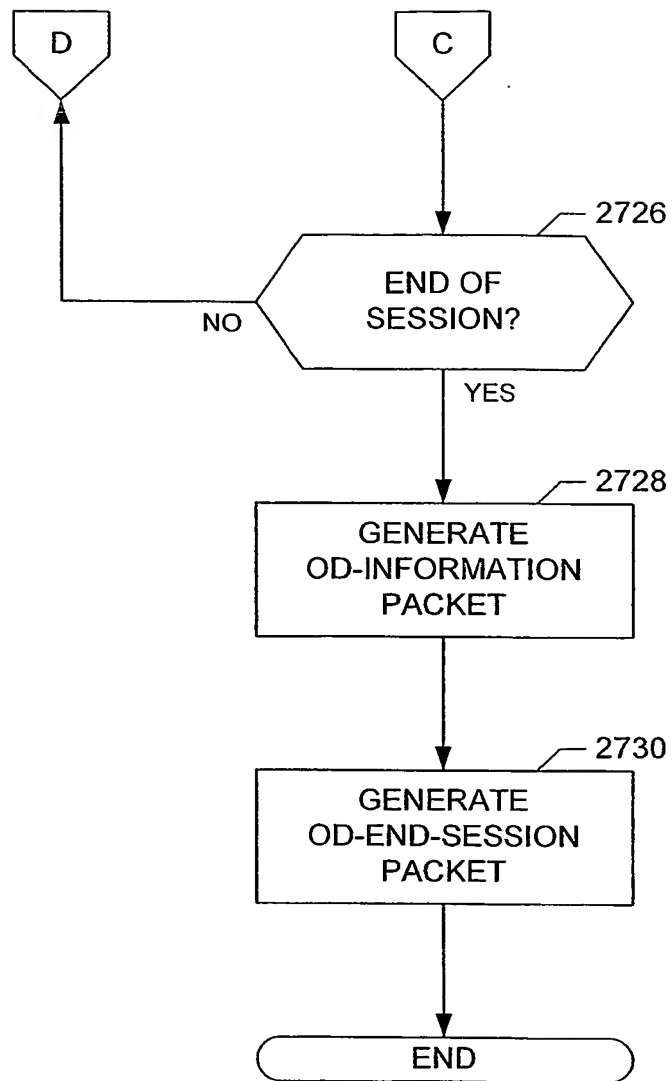 D
C
2726
END OF
SESSION?
NO
YES
2728
GENERATE
OD-INFORMATION
PACKET
2730
GENERATE
OD-END-SESSION
PACKET
END